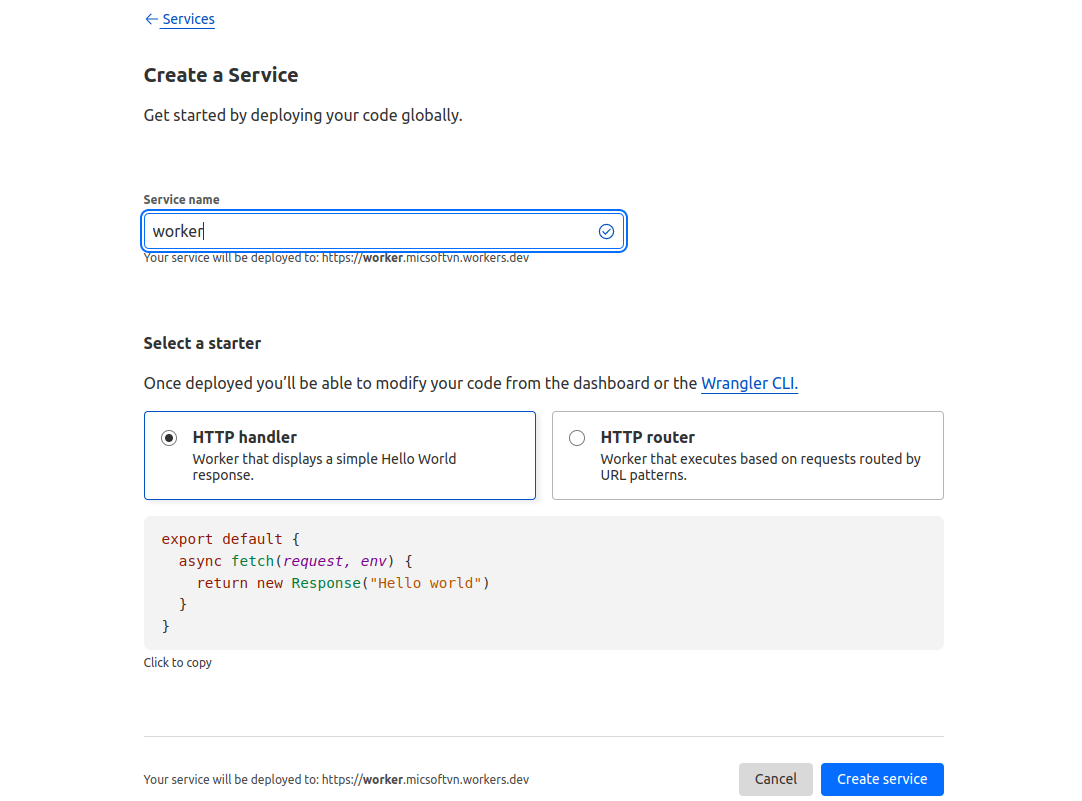 ← Services
Create a Service
Get started by deploying your code globally.
Service name
worker
Your service will be deployed to: https://worker.micsoftvn.workers.dev
Select a starter
Once deployed you’ll be able to modify your code from the dashboard or the Wrangler CLI.
HTTP handler
Worker that displays a simple Hello World
response.
HTTP router
Worker that executes based on requests routed by
URL patterns.
export default {
  async fetch(request, env) {
    return new Response("Hello world")
  }
}
Click to copy
Your service will be deployed to: https://worker.micsoftvn.workers.dev
Cancel
Create service